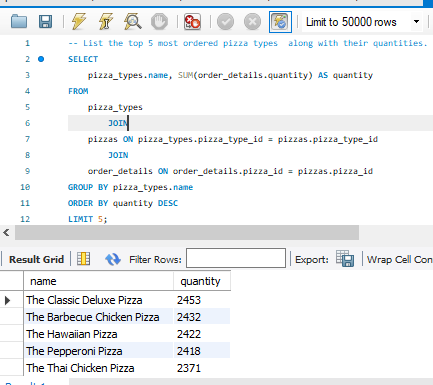 Limit to 50000 rows
1 -- List the top 5 most ordered pizza types  along with their quantities.
2 SELECT
3 pizza_types.name, SUM(order_details.quantity) AS quantity
4 FROM
5 pizza_types
6 JOIN
7 pizzas ON pizza_types.pizza_type_id = pizzas.pizza_type_id
8 JOIN
9 order_details ON order_details.pizza_id = pizzas.pizza_id
10 GROUP BY pizza_types.name
11 ORDER BY quantity DESC
12 LIMIT 5;
Result Grid Filter Rows: Export: Wrap Cell Con
name quantity
The Classic Deluxe Pizza 2453
The Barbecue Chicken Pizza 2432
The Hawaiian Pizza 2422
The Pepperoni Pizza 2418
The Thai Chicken Pizza 2371